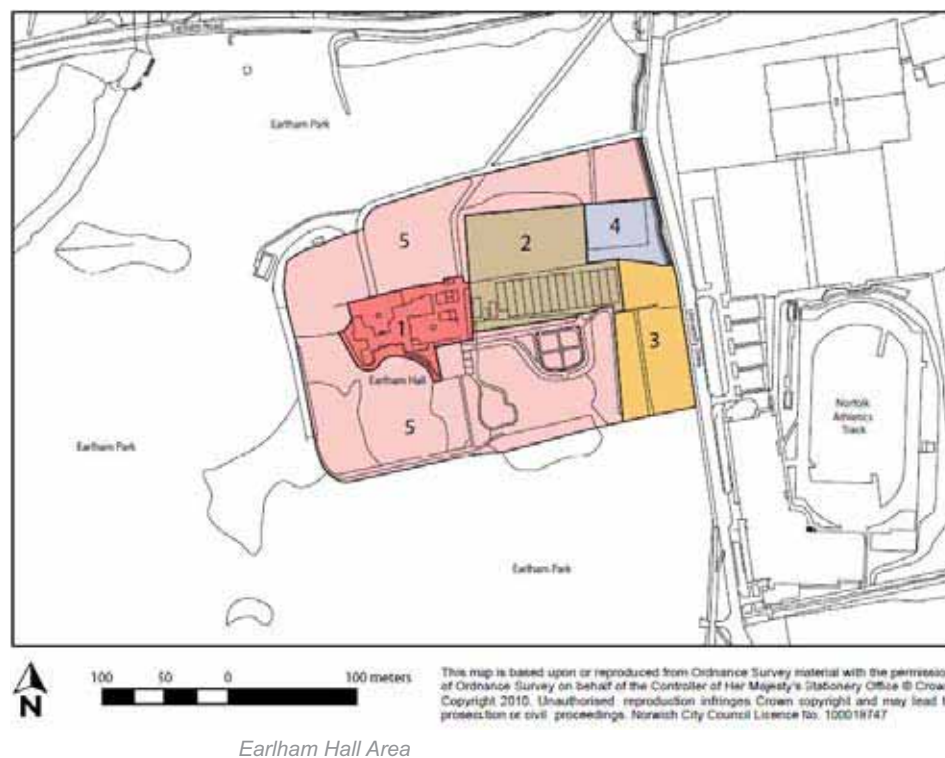 Earlham Park
5
2
4
1
3
Earlham Hall
5
Norfolk
Athletics
Track
Earlham Park
Earlham Park
N
100 50 0 100 meters
This map is based upon or reproduced from Ordnance Survey material with the permissio
of Ordnance Survey on behalf of the Controller of Her Majesty's Stationery Office © Crow
Copyright 2010. Unauthorised reproduction infringes Crown copyright and may lead t
prosecution or civil proceedings. Norwich City Council Licence No. 100019747
Earlham Hall Area